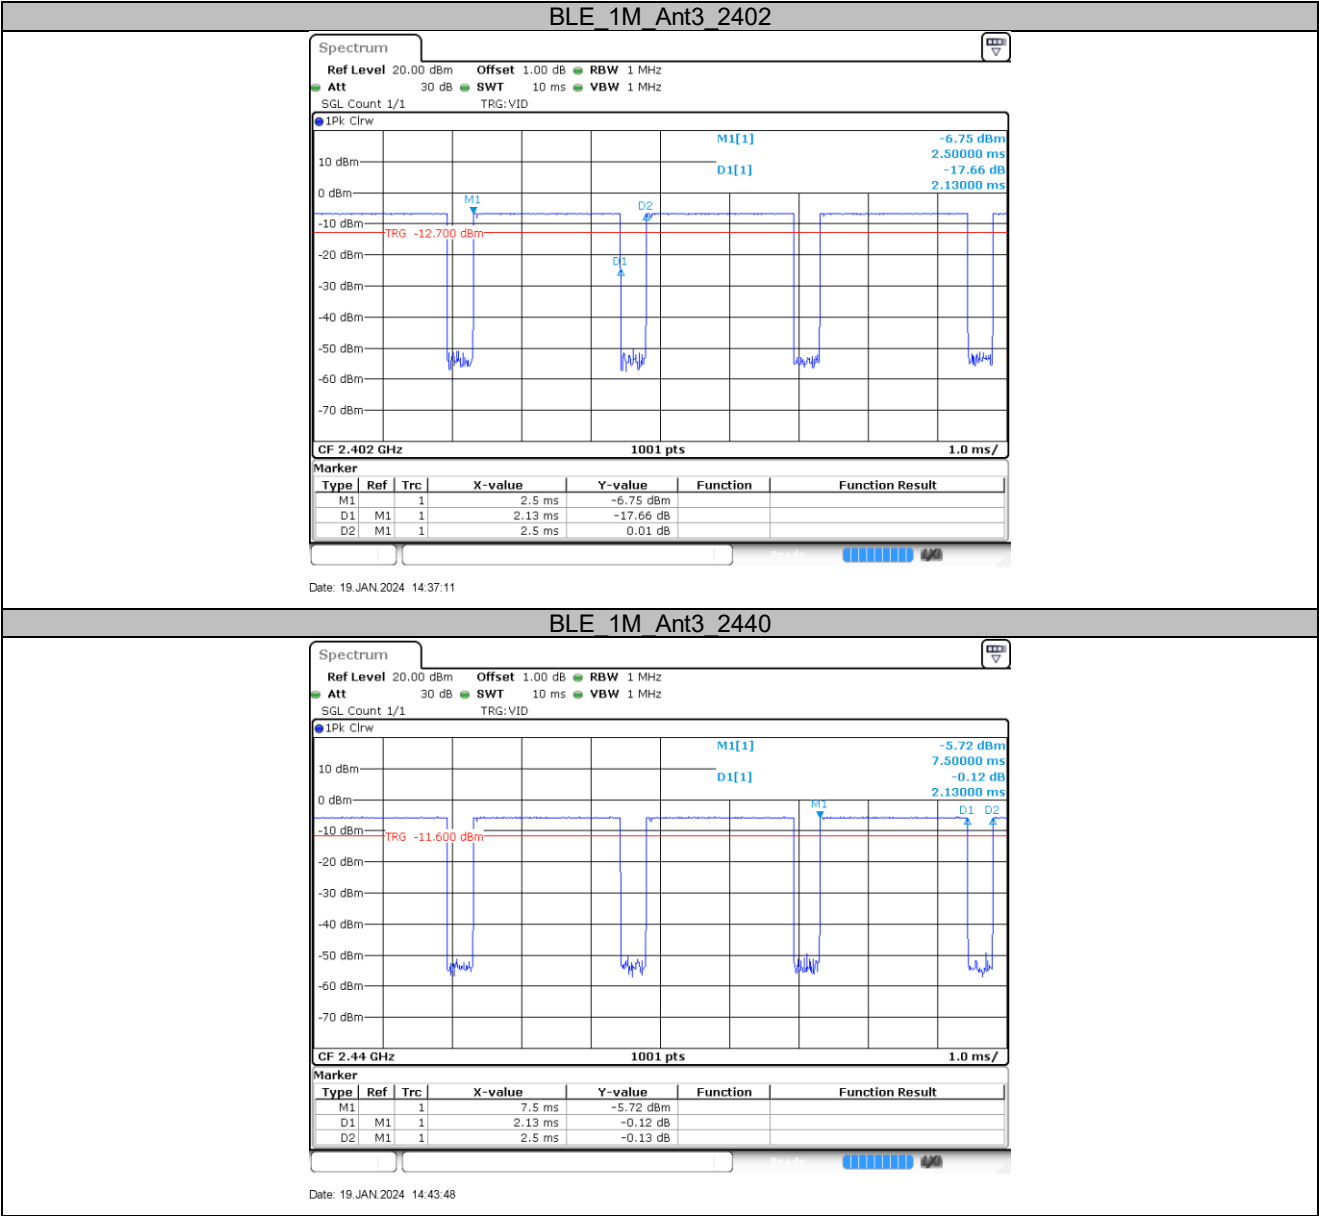 BLE_1M_Ant3_2402
Spectrum
Ref Level 20.00 dBm Offset 1.00 dB RBW 1 MHz
Att 30 dB SWT 10 ms VBW 1 MHz
SGL Count 1/1 TRG:VID
1Pk Clrw
M1[1] -6.75 dBm
2.50000 ms
D1[1] -17.66 dB
2.13000 ms
10 dBm
0 dBm
M1
D2
-10 dBm
TRG -12.700 dBm
-20 dBm
D1
-30 dBm
-40 dBm
-50 dBm
-60 dBm
-70 dBm
CF 2.402 GHz 1001 pts 1.0 ms/
Marker
Type Ref Trc X-value Y-value Function Function Result
M1 1 2.5 ms -6.75 dBm
D1 M1 1 2.13 ms -17.66 dB
D2 M1 1 2.5 ms 0.01 dB
Ready
Date: 19.JAN.2024 14:37:11
BLE_1M_Ant3_2440
Spectrum
Ref Level 20.00 dBm Offset 1.00 dB RBW 1 MHz
Att 30 dB SWT 10 ms VBW 1 MHz
SGL Count 1/1 TRG:VID
1Pk Clrw
M1[1] -5.72 dBm
7.50000 ms
D1[1] -0.12 dB
2.13000 ms
10 dBm
0 dBm
M1
D1 D2
-10 dBm
TRG -11.600 dBm
-20 dBm
-30 dBm
-40 dBm
-50 dBm
-60 dBm
-70 dBm
CF 2.44 GHz 1001 pts 1.0 ms/
Marker
Type Ref Trc X-value Y-value Function Function Result
M1 1 7.5 ms -5.72 dBm
D1 M1 1 2.13 ms -0.12 dB
D2 M1 1 2.5 ms -0.13 dB
Ready
Date: 19.JAN.2024 14:43:48